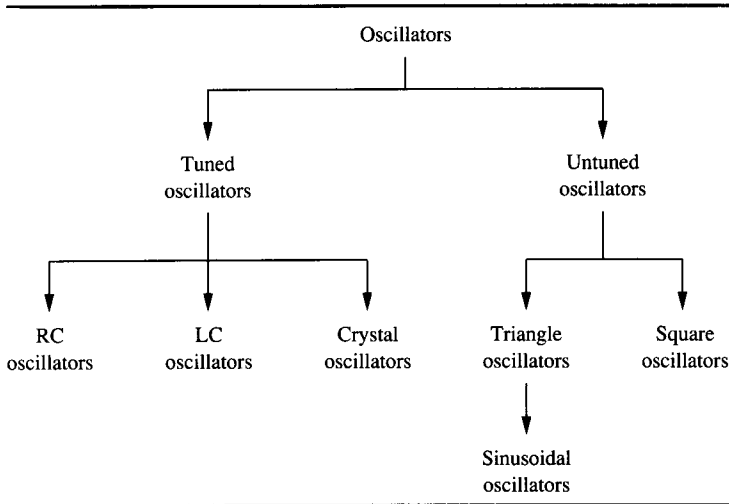 Oscillators
Tuned
oscillators
Untuned
oscillators
RC
oscillators
LC
oscillators
Crystal
oscillators
Triangle
oscillators
Square
oscillators
Sinusoidal
oscillators